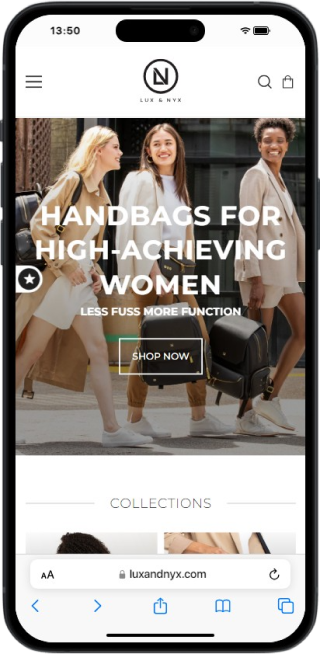 13:50
N
LUX & NYX
HANDBAGS FOR
HIGH-ACHIEVING
WOMEN
LESS FUSS MORE FUNCTION
SHOP NOW
COLLECTIONS
AA luxandnyx.com